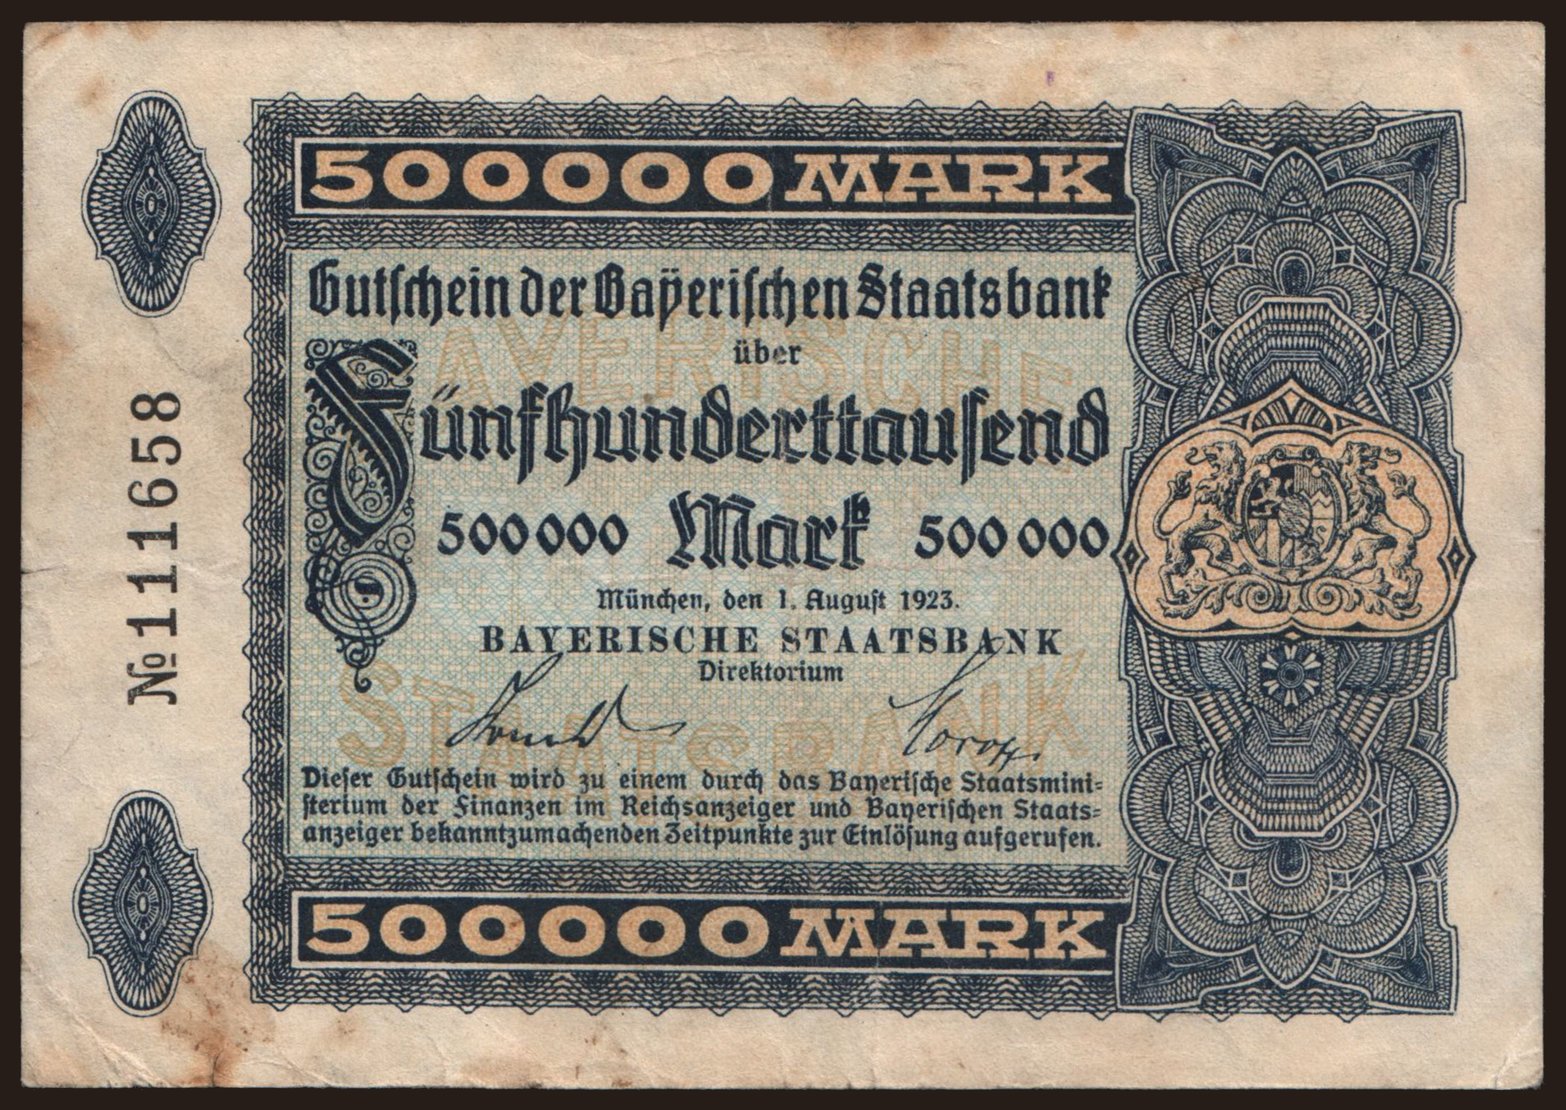 500000 MARK
Gutschein der Bayerischen Staatsbank
über
Fünfhunderttausend
500 000 Mark 500 000
München, den 1. August 1923.
BAYERISCHE STAATSBANK
Direktorium
Dieser Gutschein wird zu einem durch das Bayerische Staatsmini-
sterium der Finanzen im Reichsanzeiger und Bayerischen Staats-
anzeiger bekanntzumachenden Zeitpunkte zur Einlösung aufgerufen.
500000 MARK
№ 111658
BAYERISCHE
STAATSBANK